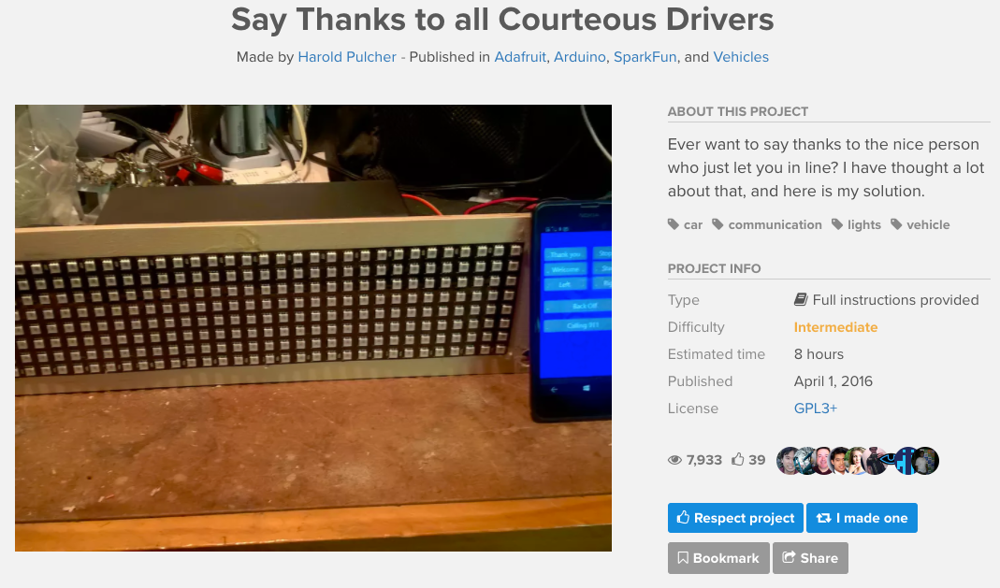 Say Thanks to all Courteous Drivers
Made by Harold Pulcher - Published in Adafruit, Arduino, SparkFun, and Vehicles
ABOUT THIS PROJECT
Ever want to say thanks to the nice person
who just let you in line? I have thought a lot
about that, and here is my solution.
car communication lights vehicle
PROJECT INFO
Type Full instructions provided
Difficulty Intermediate
Estimated time 8 hours
Published April 1, 2016
License GPL3+
7,933 39
Respect project I made one
Bookmark Share
Thank you
Welcome
Left
Back Off
Calling 911